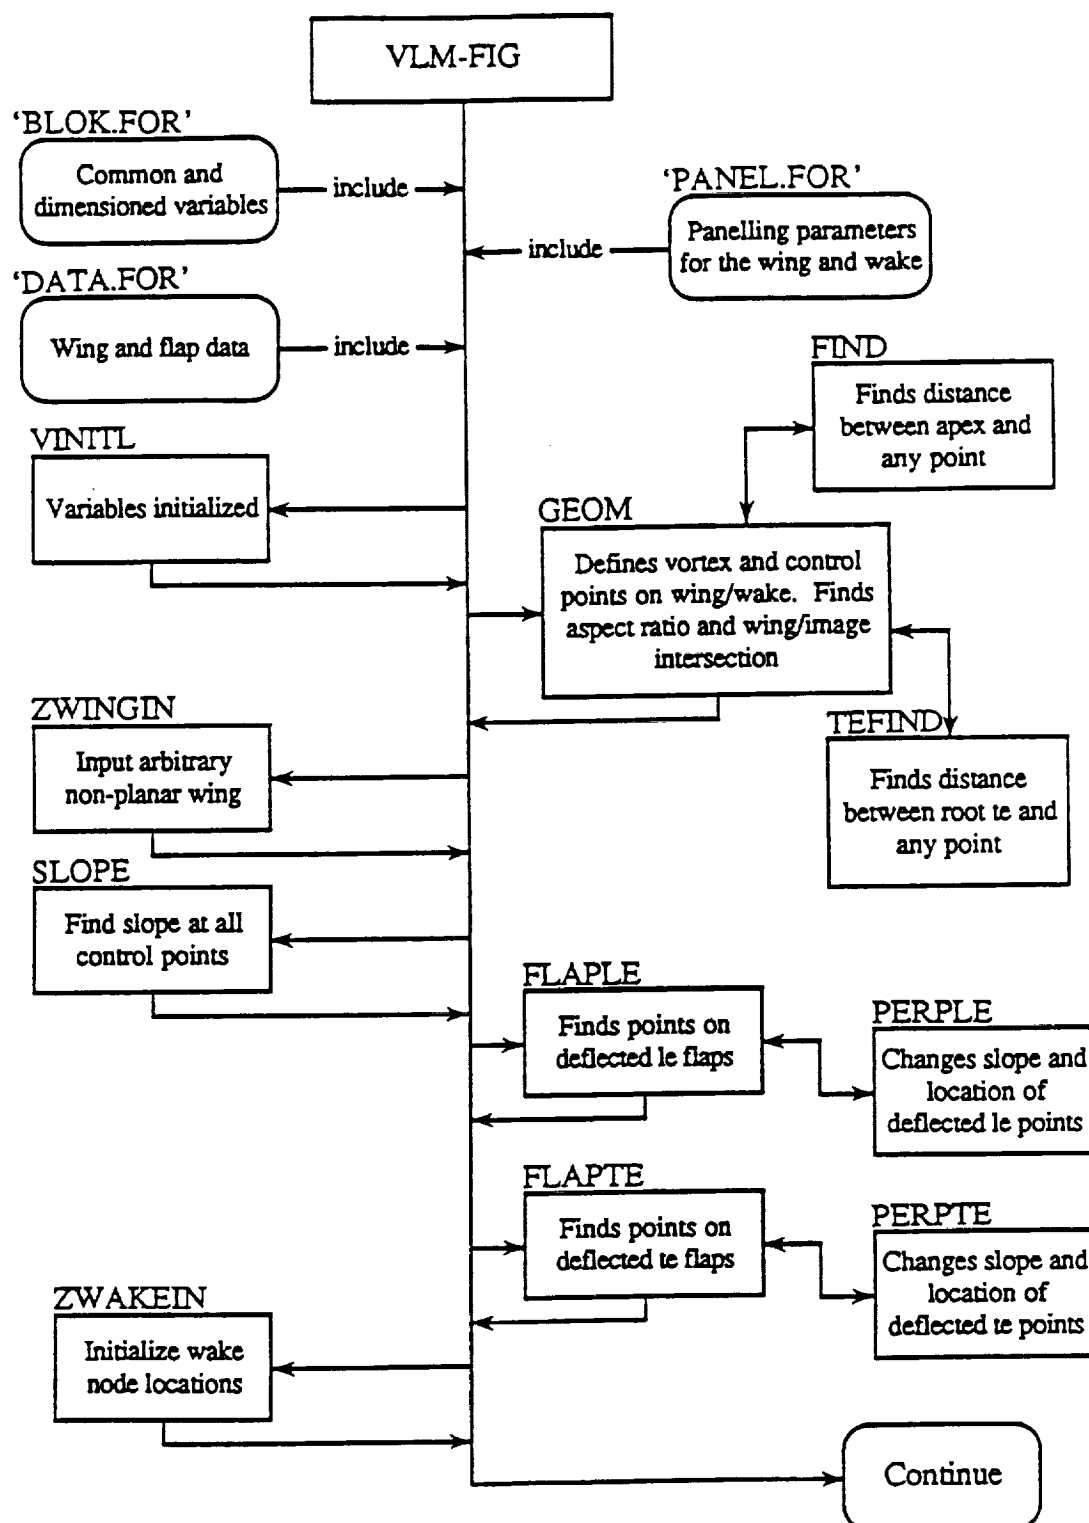 VLM-FIG
'BLOK.FOR'
Common and
dimensioned variables
include
'PANEL.FOR'
Panelling parameters
for the wing and wake
include
'DATA.FOR'
Wing and flap data
include
FIND
Finds distance
between apex and
any point
VINITL
Variables initialized
GEOM
Defines vortex and control
points on wing/wake. Finds
aspect ratio and wing/image
intersection
ZWINGIN
Input arbitrary
non-planar wing
TEFIND
Finds distance
between root te and
any point
SLOPE
Find slope at all
control points
FLAPLE
Finds points on
deflected le flaps
PERPLE
Changes slope and
location of
deflected le points
FLAPTE
Finds points on
deflected te flaps
PERPTE
Changes slope and
location of
deflected te points
ZWAKEIN
Initialize wake
node locations
Continue